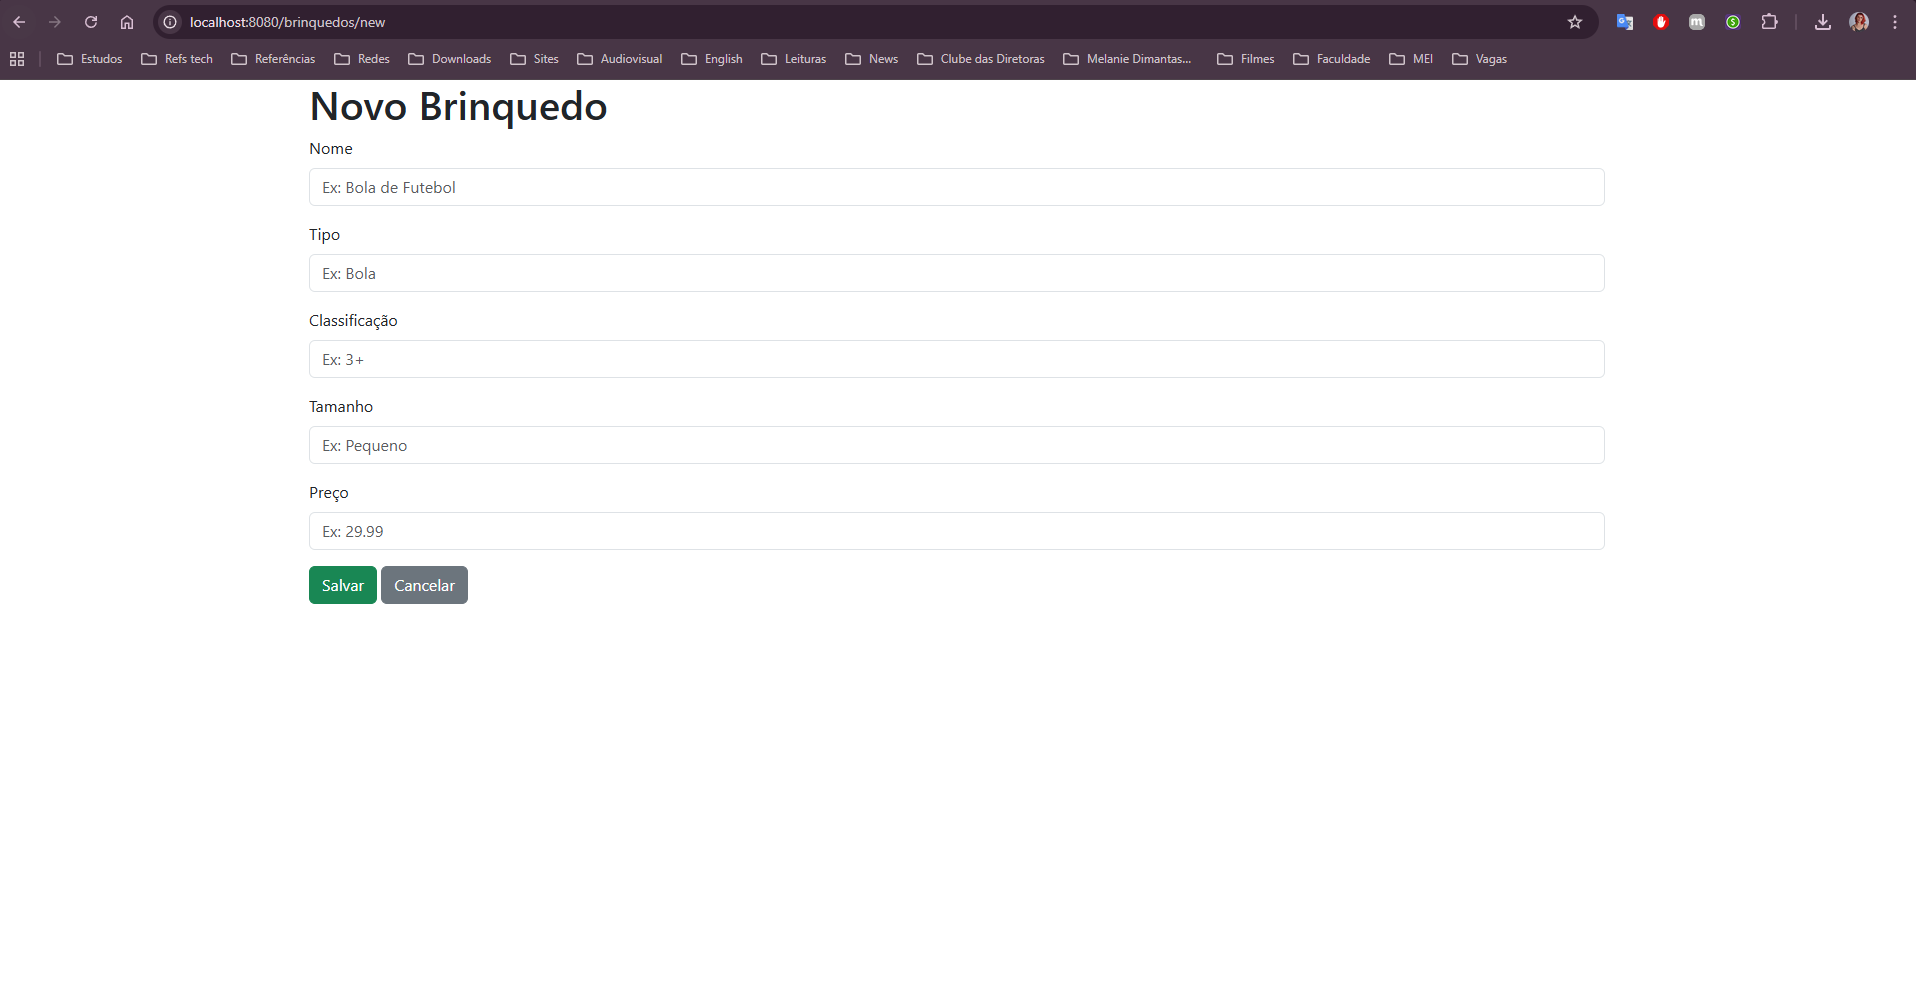 localhost:8080/brinquedos/new
Estudos Refs tech Referências Redes Downloads Sites Audiovisual English Leituras News Clube das Diretoras Melanie Dimantas... Filmes Faculdade MEI Vagas
Novo Brinquedo
Nome
Ex: Bola de Futebol
Tipo
Ex: Bola
Classificação
Ex: 3+
Tamanho
Ex: Pequeno
Preço
Ex: 29.99
Salvar Cancelar